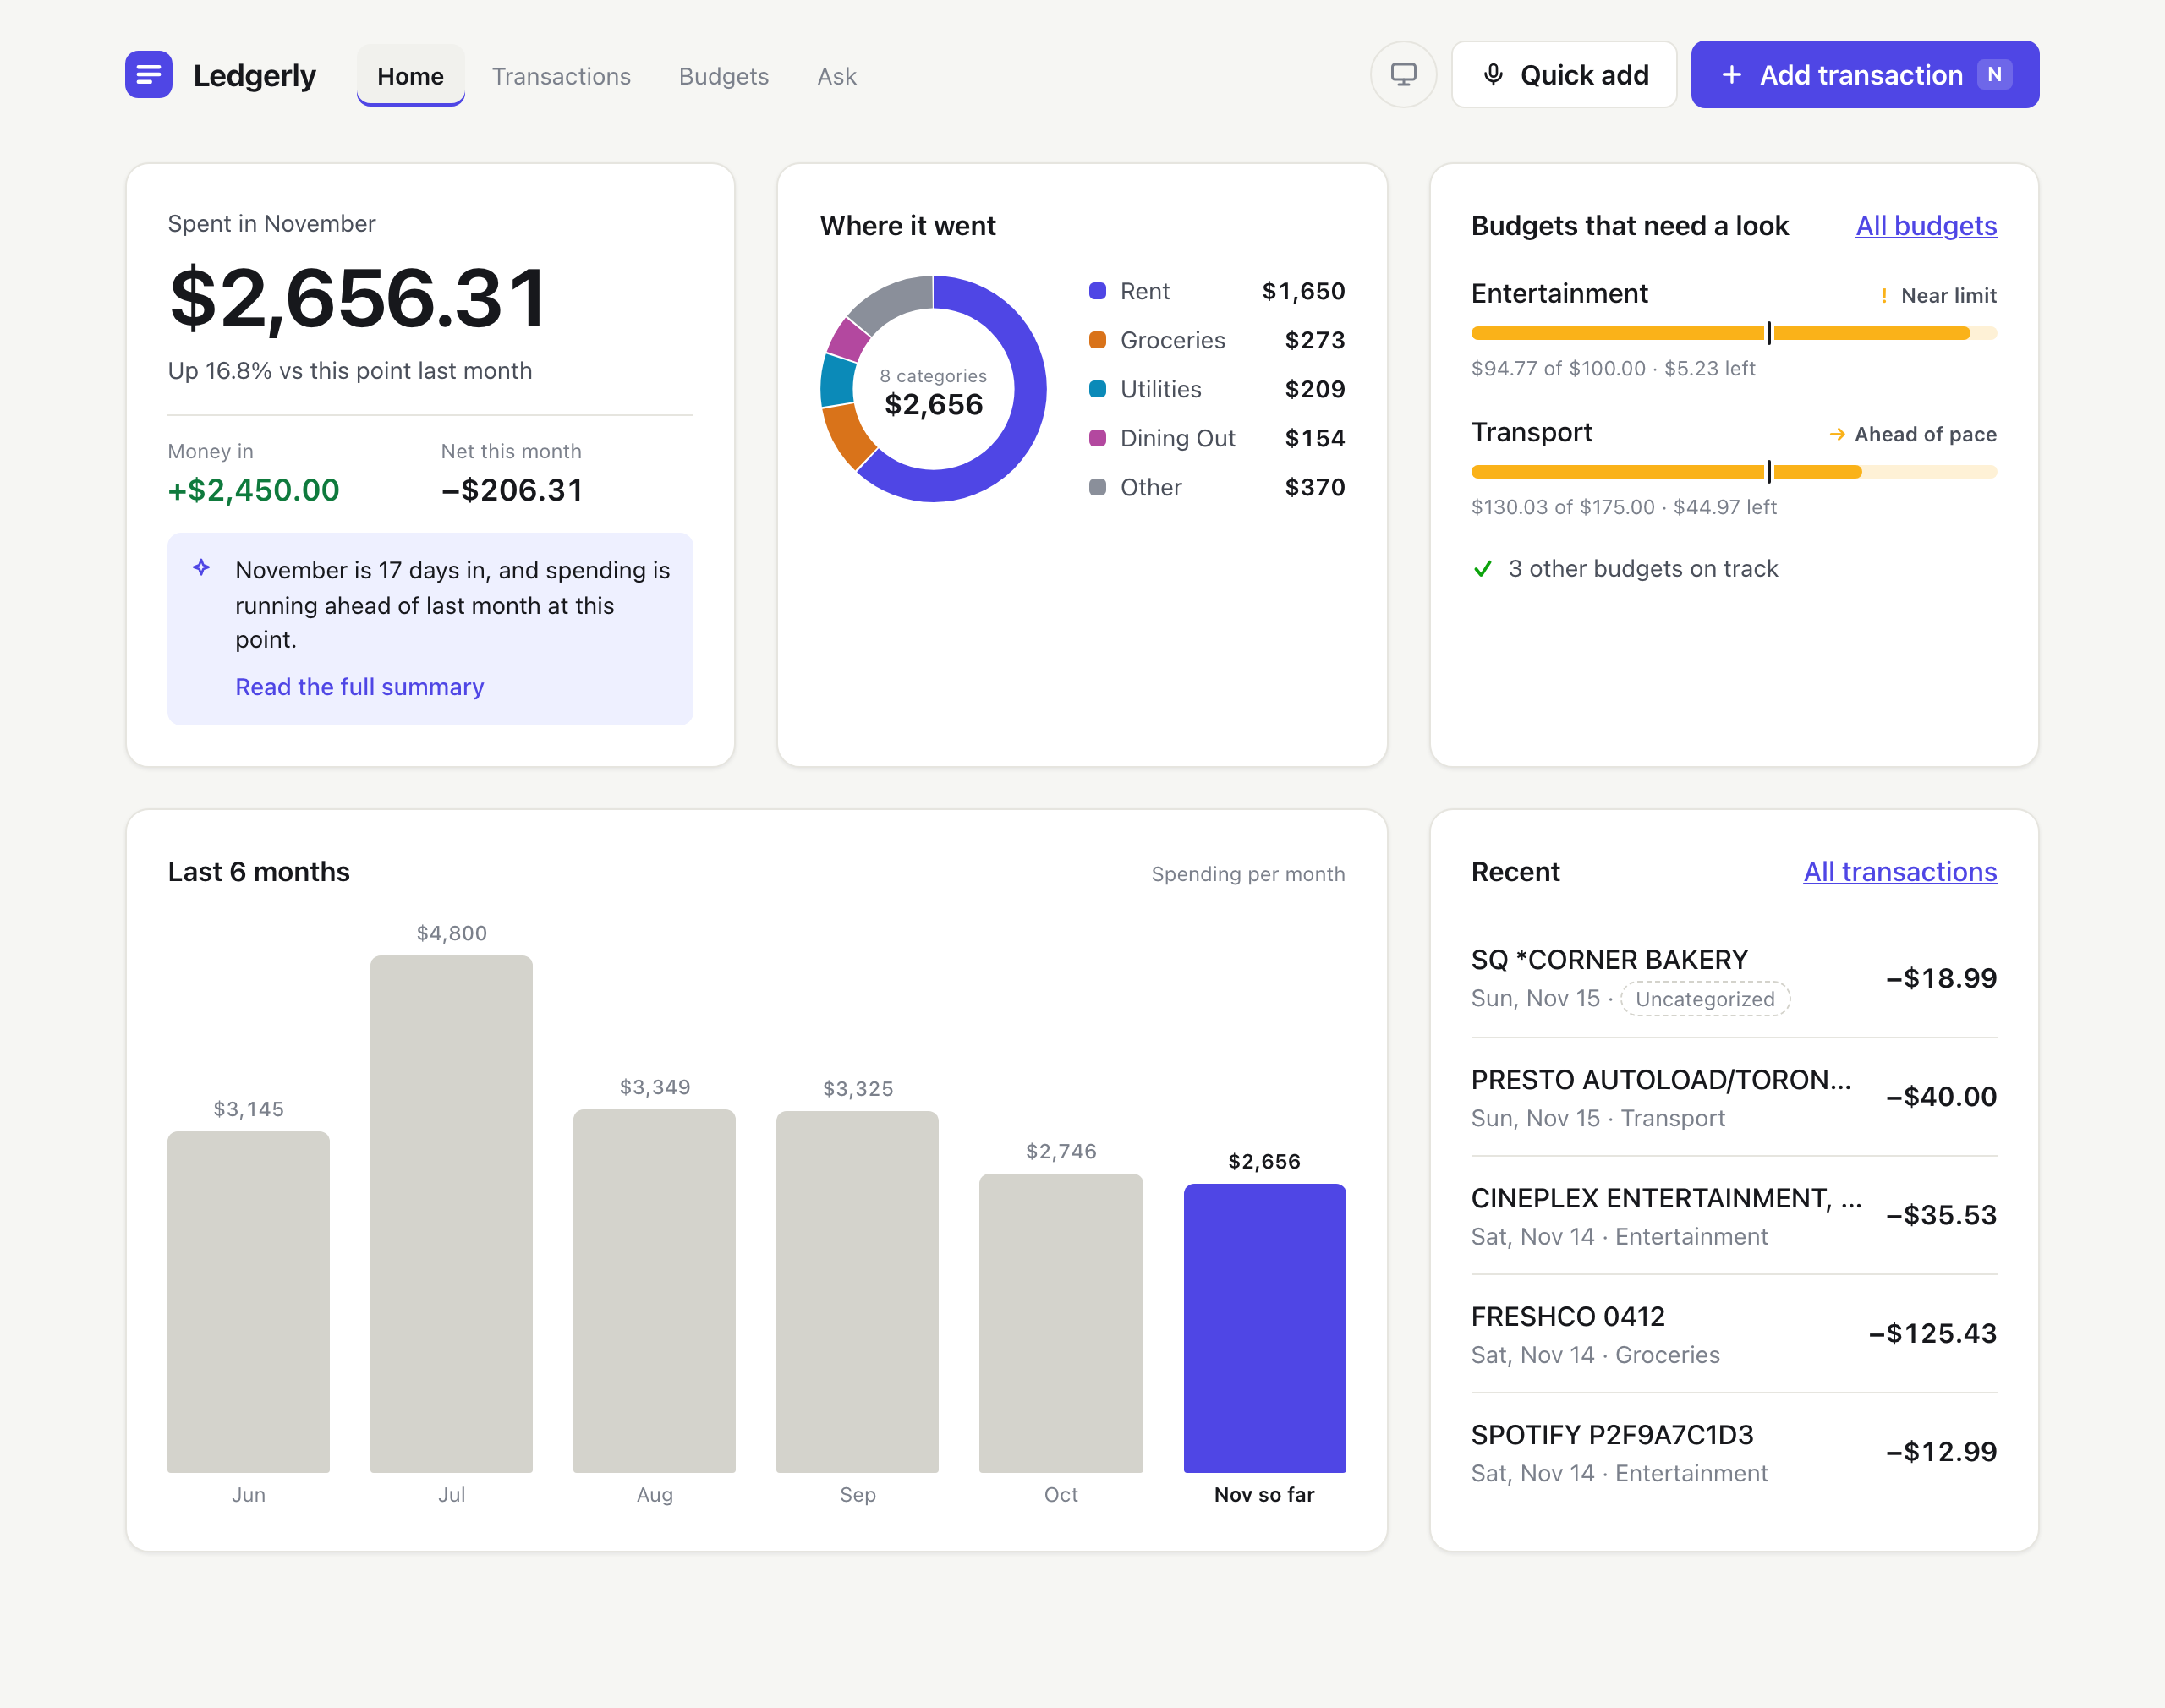 Ledgerly
Home
Transactions
Budgets
Ask
Quick add
Add transaction N
Spent in November
$2,656.31
Up 16.8% vs this point last month
Money in
+$2,450.00
Net this month
–$206.31
November is 17 days in, and spending is
running ahead of last month at this
point.
Read the full summary
Where it went
8 categories
$2,656
Rent $1,650
Groceries $273
Utilities $209
Dining Out $154
Other $370
Budgets that need a look
All budgets
Entertainment
! Near limit
$94.77 of $100.00 · $5.23 left
Transport
→ Ahead of pace
$130.03 of $175.00 · $44.97 left
3 other budgets on track
Last 6 months
Spending per month
$3,145
$4,800
$3,349
$3,325
$2,746
$2,656
Jun
Jul
Aug
Sep
Oct
Nov so far
Recent
All transactions
SQ *CORNER BAKERY
Sun, Nov 15 · Uncategorized
–$18.99
PRESTO AUTOLOAD/TORON...
Sun, Nov 15 · Transport
–$40.00
CINEPLEX ENTERTAINMENT, ...
Sat, Nov 14 · Entertainment
–$35.53
FRESHCO 0412
Sat, Nov 14 · Groceries
–$125.43
SPOTIFY P2F9A7C1D3
Sat, Nov 14 · Entertainment
–$12.99